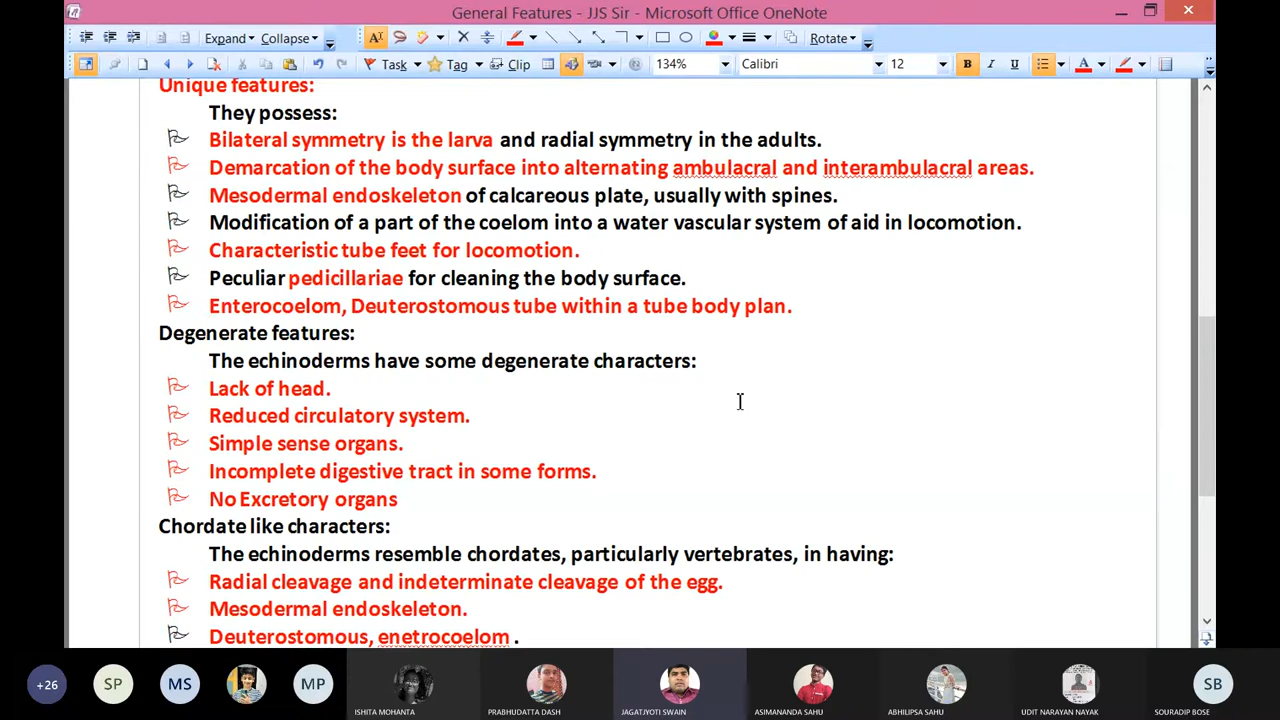 General Features - JJS Sir - Microsoft Office OneNote
Expand Collapse Rotate
Task Tag Clip 134% Calibri 12 B I U A
Unique features:
They possess:
Bilateral symmetry is the larva and radial symmetry in the adults.
Demarcation of the body surface into alternating ambulacral and interambulacral areas.
Mesodermal endoskeleton of calcareous plate, usually with spines.
Modification of a part of the coelom into a water vascular system of aid in locomotion.
Characteristic tube feet for locomotion.
Peculiar pedicillariae for cleaning the body surface.
Enterocoelom, Deuterostomous tube within a tube body plan.
Degenerate features:
The echinoderms have some degenerate characters:
Lack of head.
Reduced circulatory system.
Simple sense organs.
Incomplete digestive tract in some forms.
No Excretory organs
Chordate like characters:
The echinoderms resemble chordates, particularly vertebrates, in having:
Radial cleavage and indeterminate cleavage of the egg.
Mesodermal endoskeleton.
Deuterostomous, enetrocoelom .
+26 SP MS MP SB
ISHITA MOHANTA PRABHUDATTA DASH JAGATJYOTI SWAIN ASIMANANDA SAHU ABHILIPSA SAHU UDIT NARAYAN NAYAK SOURADIP BOSE